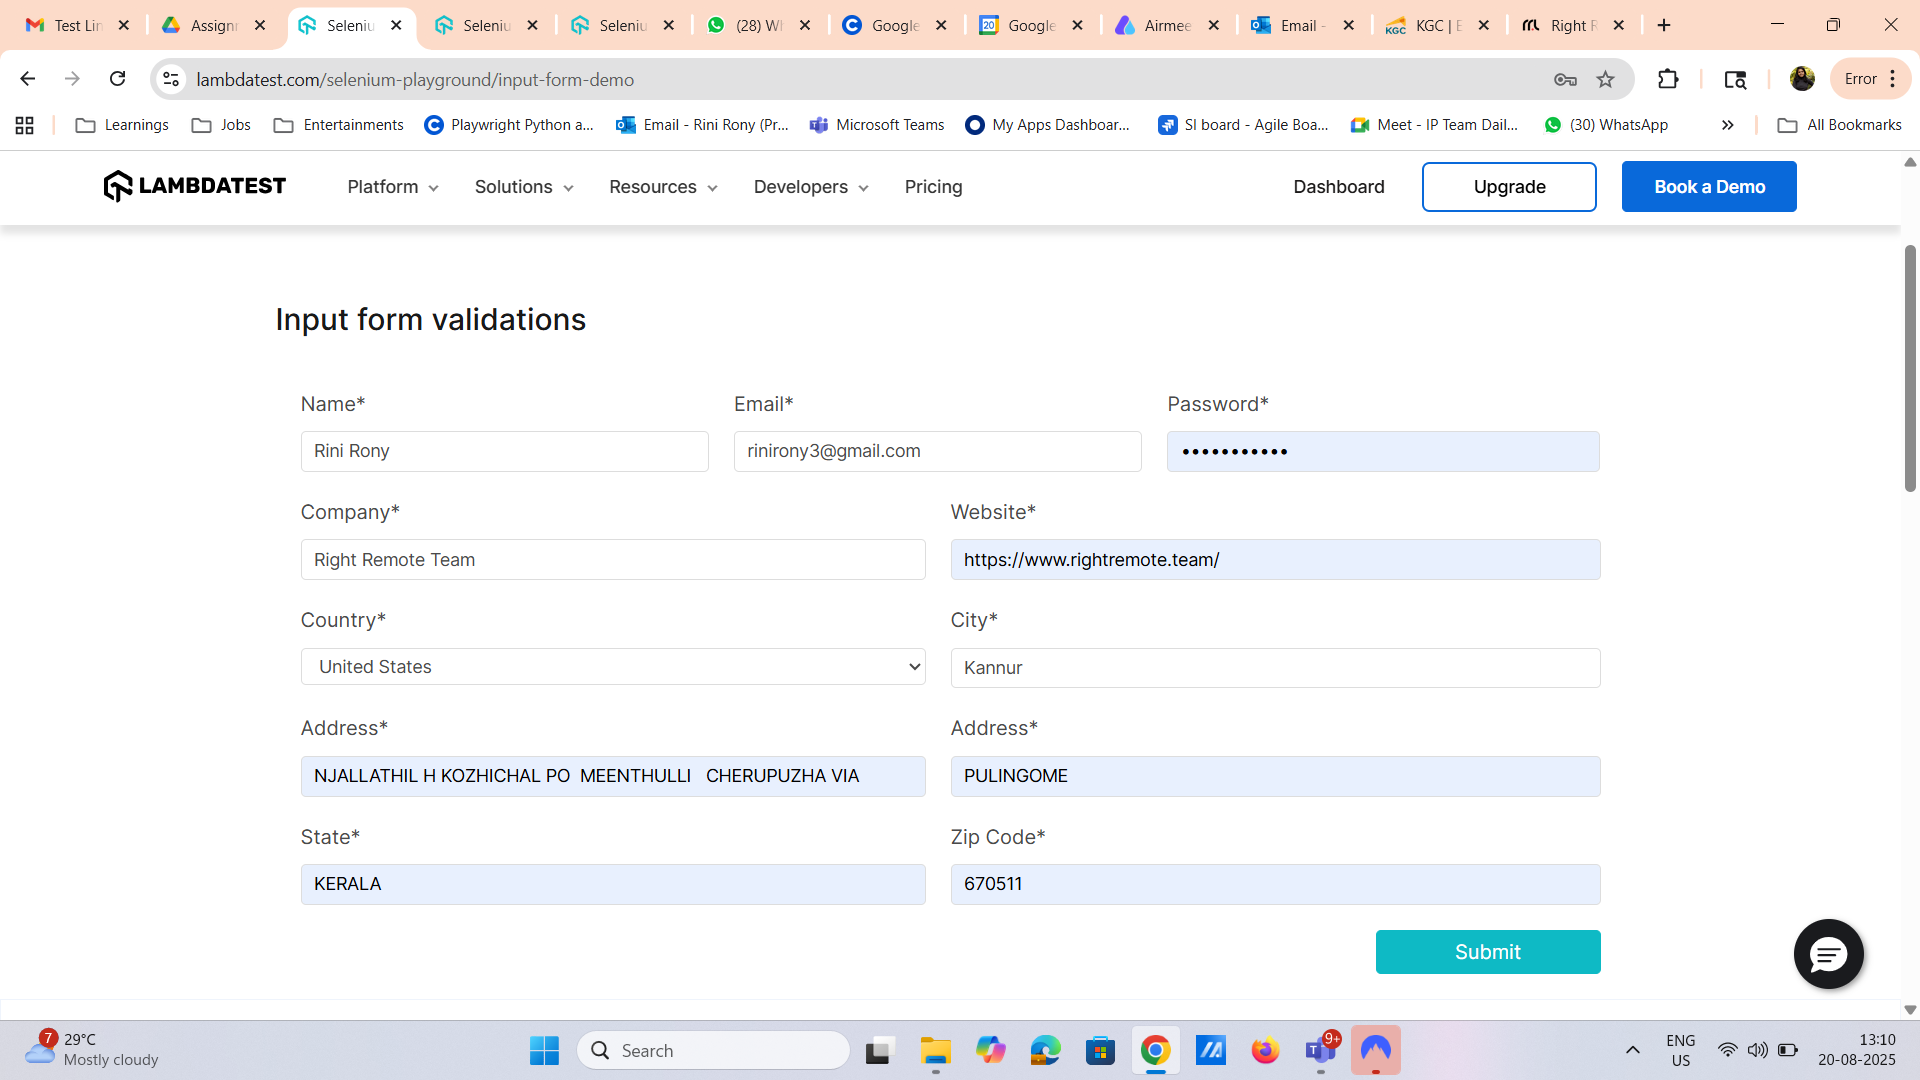 Test Lin
Assignr
Seleniu
Seleniu
Seleniu
(28) Wh
Google
20
Google
Airmee
Email -
KGC
KGC | E
Right R
lambdatest.com/selenium-playground/input-form-demo
Error
Learnings
Jobs
Entertainments
Playwright Python a...
Email - Rini Rony (Pr...
Microsoft Teams
My Apps Dashboar...
SI board - Agile Boa...
Meet - IP Team Dail...
(30) WhatsApp
All Bookmarks
LAMBDATEST
Platform
Solutions
Resources
Developers
Pricing
Dashboard
Upgrade
Book a Demo
Input form validations
Name*
Email*
Password*
Rini Rony
rinirony3@gmail.com
•••••••••••
Company*
Website*
Right Remote Team
https://www.rightremote.team/
Country*
City*
United States
Kannur
Address*
Address*
NJALLATHIL H KOZHICHAL PO  MEENTHULLI   CHERUPUZHA VIA
PULINGOME
State*
Zip Code*
KERALA
670511
Submit
7
29°C
Mostly cloudy
Search
9+
ENG
US
13:10
20-08-2025